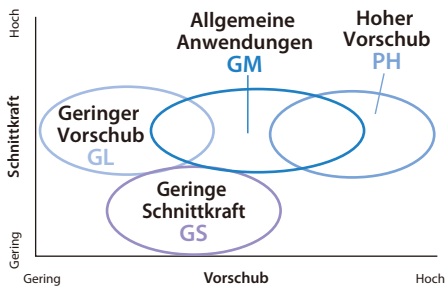 Hoch
Schnittkraft
Gering
Allgemeine
Anwendungen
GM
Hoher
Vorschub
PH
Geringer
Vorschub
GL
Geringe
Schnittkraft
GS
Gering
Vorschub
Hoch